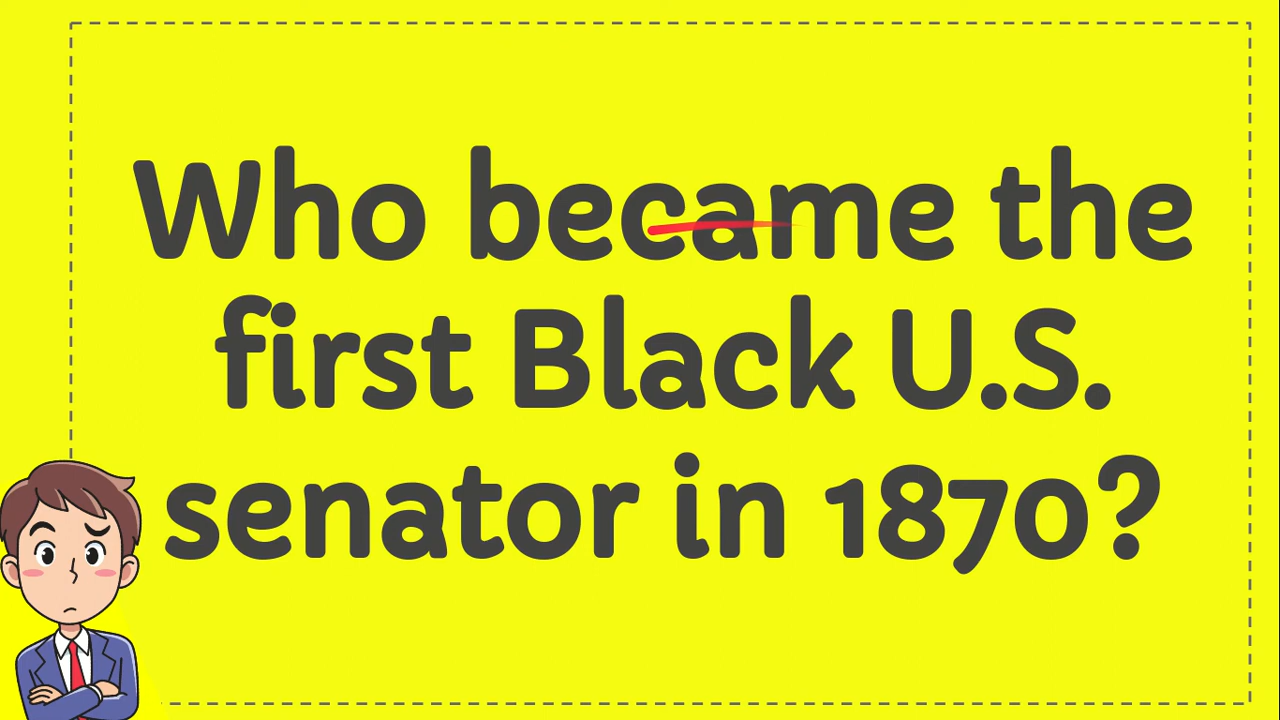 Who became the
first Black U.S.
senator in 1870?